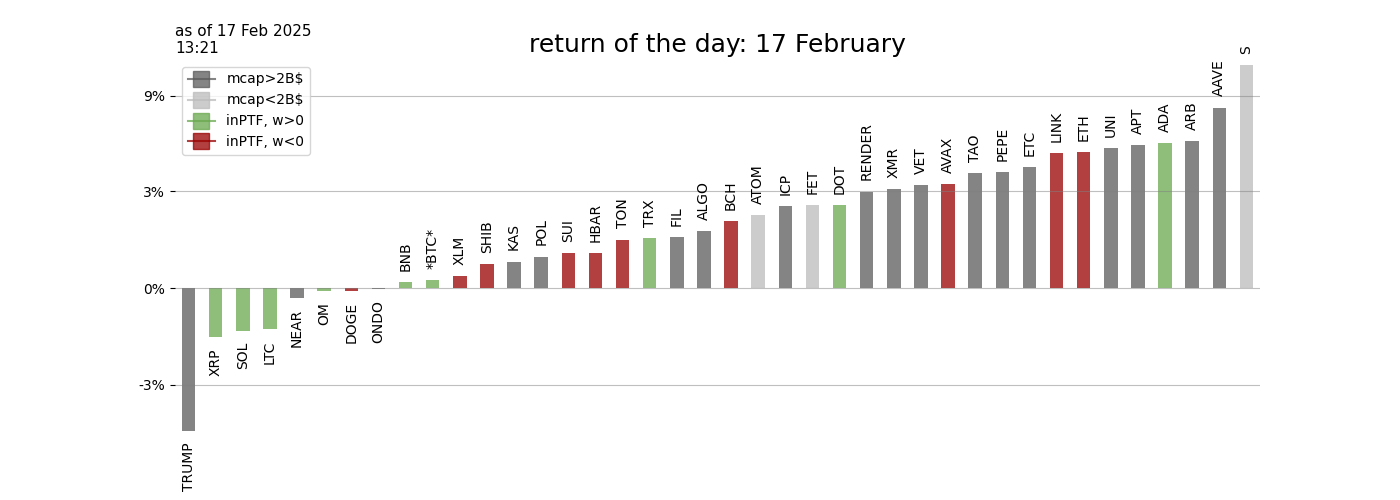 as of 17 Feb 2025
13:21
return of the day: 17 February
mcap>2B$
mcap<2B$
inPTF, w>0
inPTF, w<0
9%
3%
0%
-3%
TRUMP
XRP
SOL
LTC
NEAR
OM
DOGE
ONDO
BNB
*BTC*
XLM
SHIB
KAS
POL
SUI
HBAR
TON
TRX
FIL
ALGO
BCH
ATOM
ICP
FET
DOT
RENDER
XMR
VET
AVAX
TAO
PEPE
ETC
LINK
ETH
UNI
APT
ADA
ARB
AAVE
S